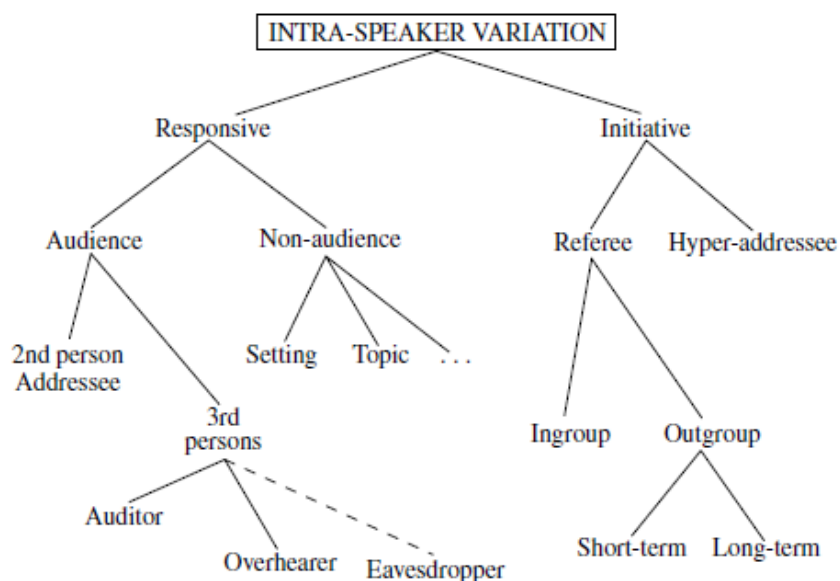 INTRA-SPEAKER VARIATION
Responsive
Initiative
Audience
Non-audience
Referee
Hyper-addressee
2nd person
Addressee
Setting
Topic
. . .
3rd
persons
Ingroup
Outgroup
Auditor
Overhearer
Eavesdropper
Short-term
Long-term